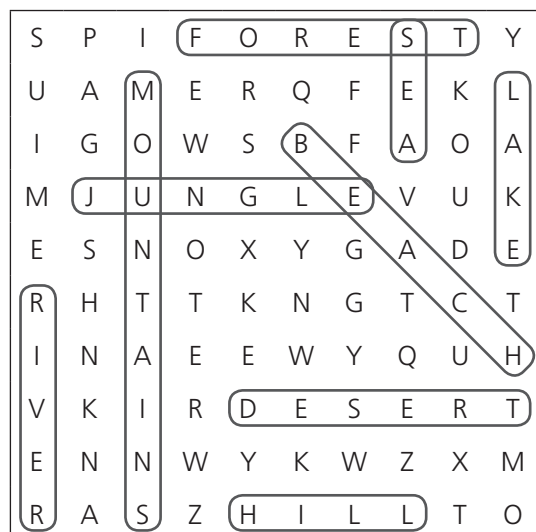 S P I F O R E S T Y
U A M E R Q F E K L
I G O W S B F A O A
M J U N G L E V U K
E S N O X Y G A D E
R H T T K N G T C T
I N A E E W Y Q U H
V K I R D E S E R T
E N N W Y K W Z X M
R A S Z H I L L T O